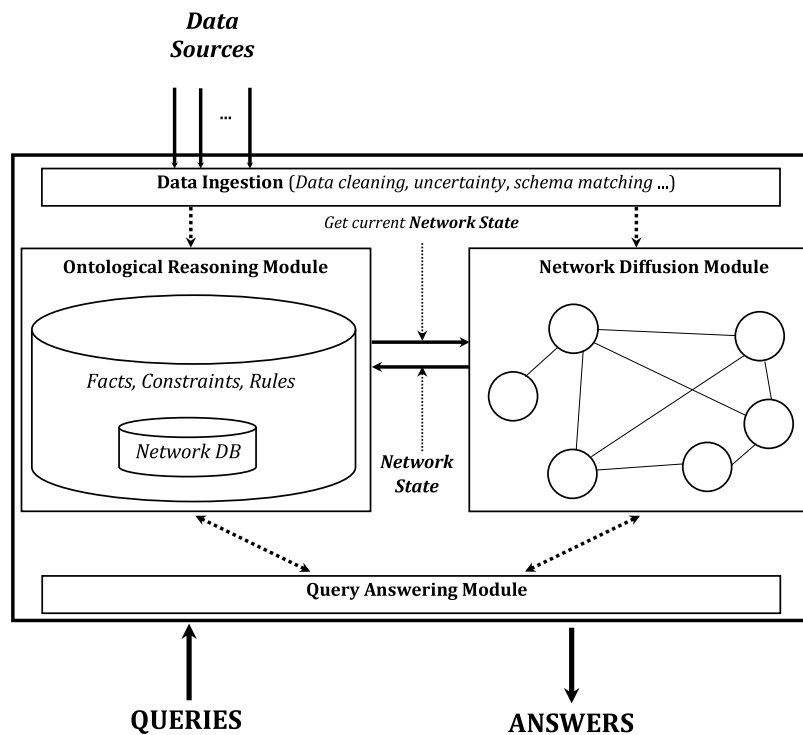 Data
Sources
...
Data Ingestion (Data cleaning, uncertainty, schema matching ...)
Get current Network State
Ontological Reasoning Module
Network Diffusion Module
Facts, Constraints, Rules
Network DB
Network
State
Query Answering Module
QUERIES
ANSWERS